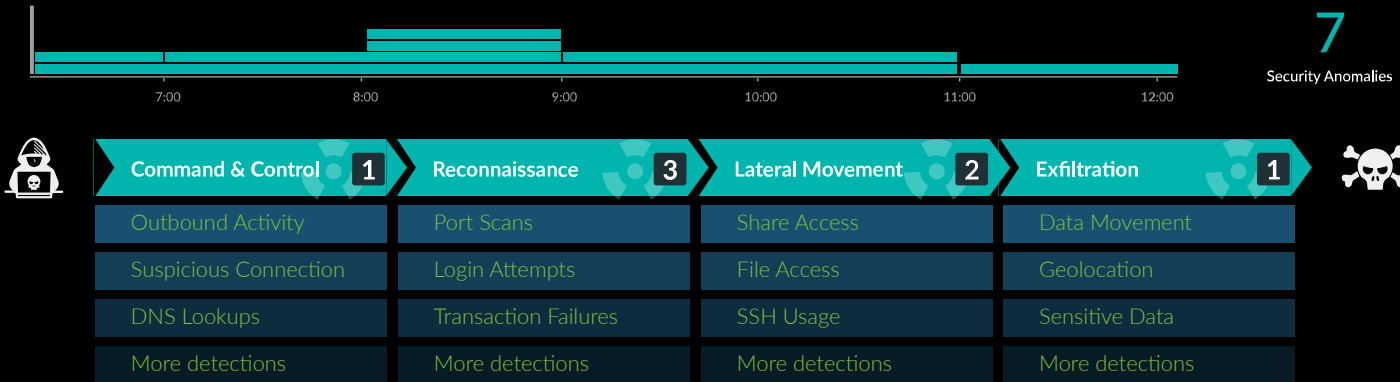 7
Security Anomalies
7:00 8:00 9:00 10:00 11:00 12:00
Command & Control 1 Reconnaissance 3 Lateral Movement 2 Exfiltration 1
Outbound Activity Port Scans Share Access Data Movement
Suspicious Connection Login Attempts File Access Geolocation
DNS Lookups Transaction Failures SSH Usage Sensitive Data
More detections More detections More detections More detections